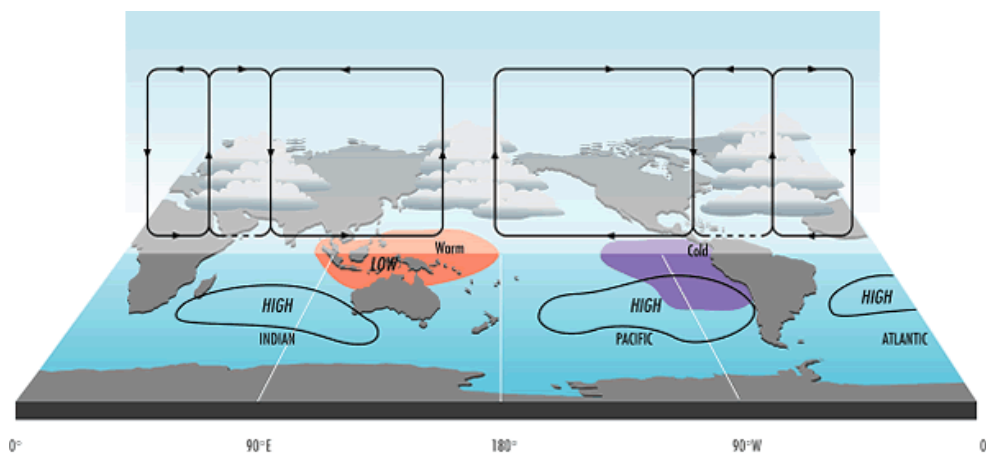 Warm
Cold
LOW
HIGH
HIGH
HIGH
INDIAN
PACIFIC
ATLANTIC
0°
90°E
180°
90°W
0